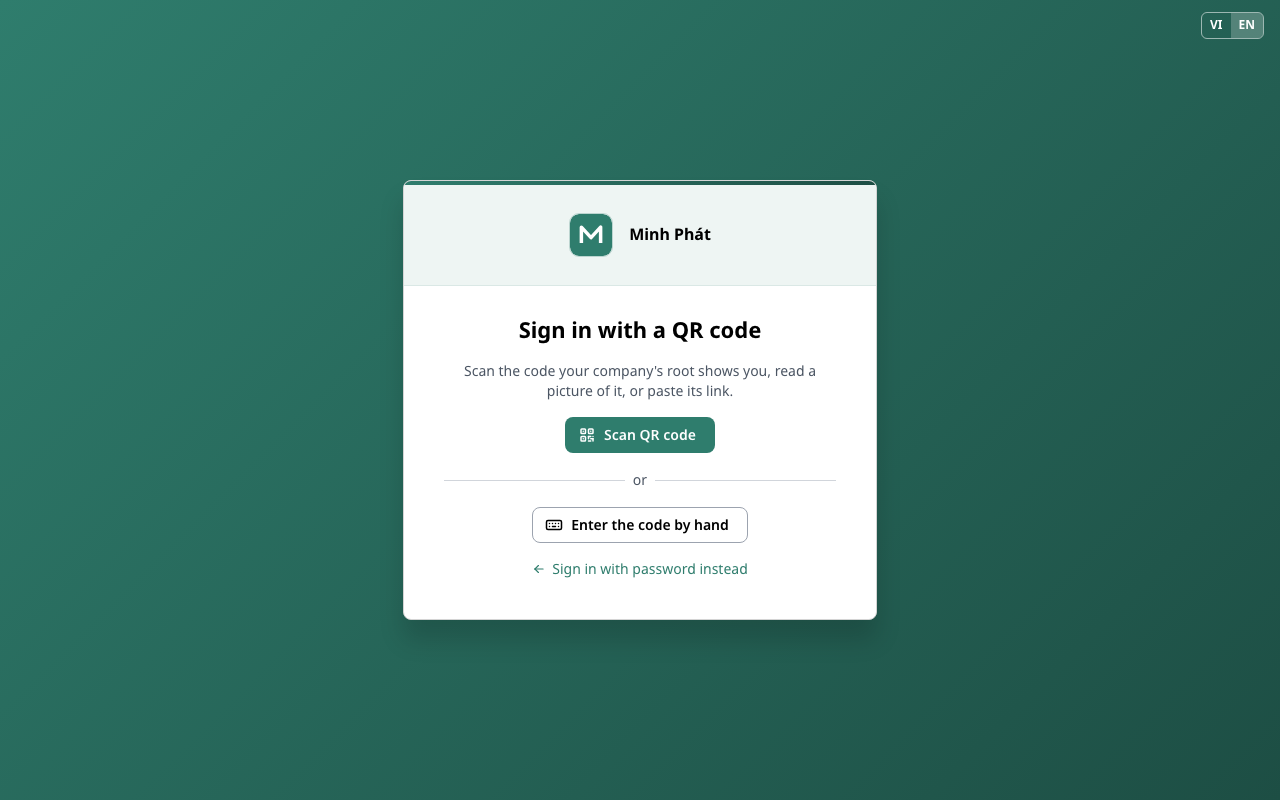 VI EN
Minh Phát
Sign in with a QR code
Scan the code your company's root shows you, read a
picture of it, or paste its link.
Scan QR code
or
Enter the code by hand
Sign in with password instead